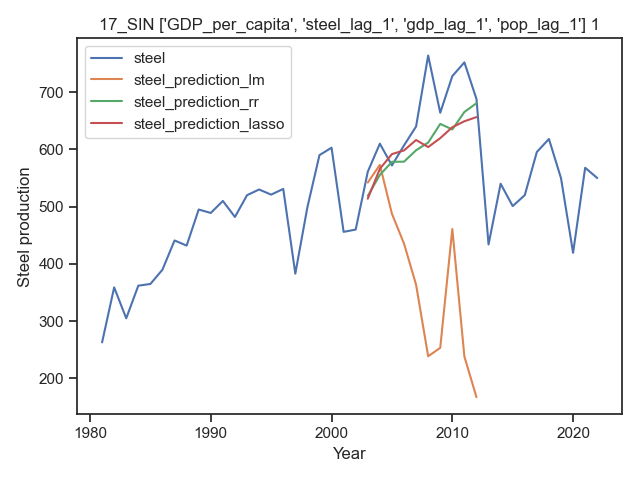 17_SIN ['GDP_per_capita', 'steel_lag_1', 'gdp_lag_1', 'pop_lag_1'] 1
steel
steel_prediction_lm
steel_prediction_rr
steel_prediction_lasso
Steel production
700
600
500
400
300
200
1980
1990
2000
2010
2020
Year